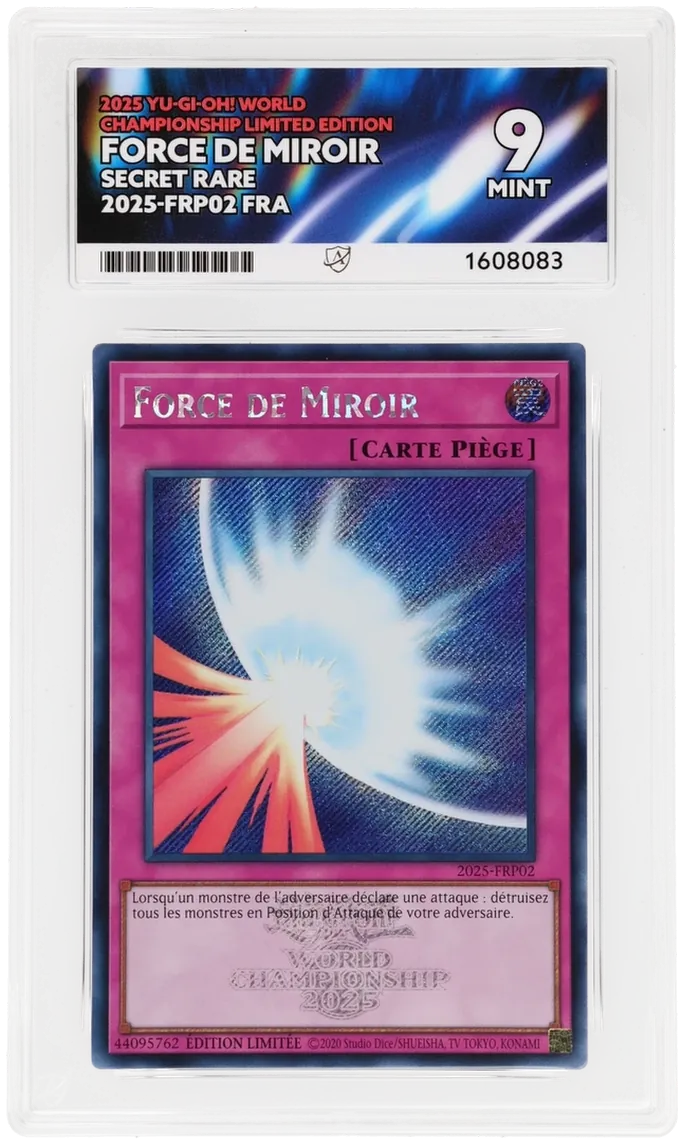 2025 YU-GI-OH! WORLD
CHAMPIONSHIP LIMITED EDITION
FORCE DE MIROIR
SECRET RARE
2025-FRP02 FRA
9
MINT
1608083
FORCE DE MIROIR
[CARTE PIÈGE]
2025-FRP02
Lorsqu'un monstre de l'adversaire déclare une attaque : détruisez
tous les monstres en Position d'Attaque de votre adversaire.
WORLD
CHAMPIONSHIP
2025
44095762 ÉDITION LIMITÉE ©2020 Studio Dice/SHUEISHA, TV TOKYO, KONAMI